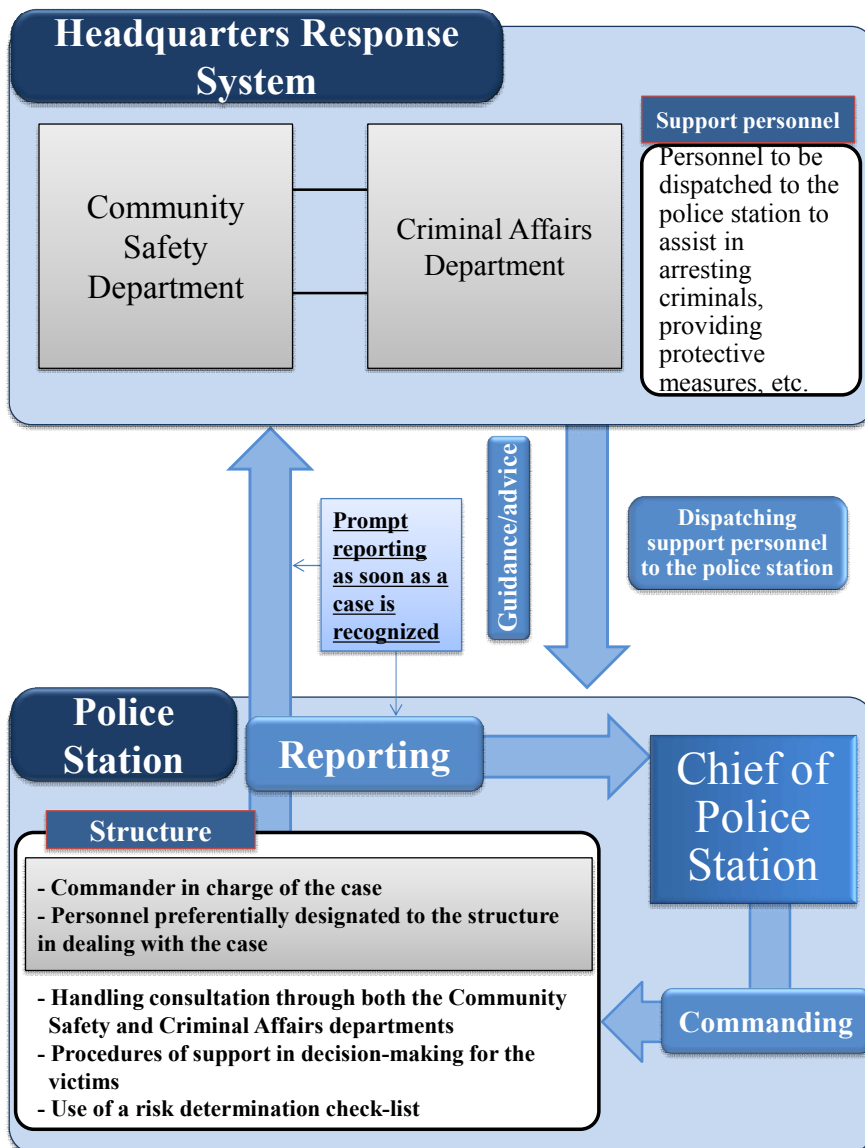 Headquarters Response
System
Community
Safety
Department
Criminal Affairs
Department
Support personnel
Personnel to be
dispatched to the
police station to
assist in
arresting
criminals,
providing
protective
measures, etc.
Prompt
reporting
as soon as a
case is
recognized
Guidance/advice
Dispatching
support personnel
to the police station
Police
Station
Reporting
Chief of
Police
Station
Structure
- Commander in charge of the case
- Personnel preferentially designated to the structure
in dealing with the case
- Handling consultation through both the Community
Safety and Criminal Affairs departments
- Procedures of support in decision-making for the
victims
- Use of a risk determination check-list
Commanding